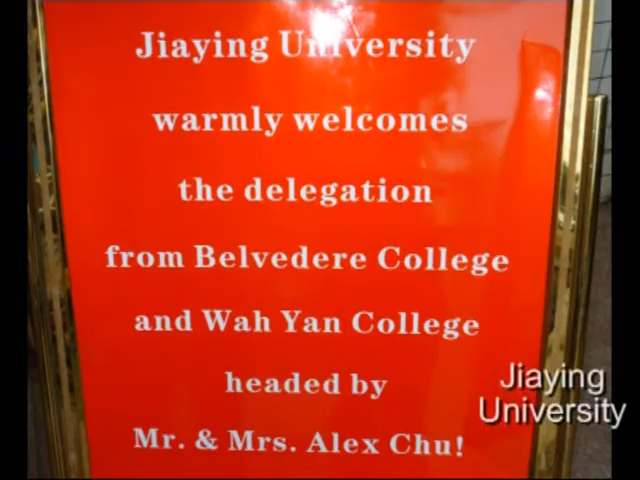 Jiaying University
warmly welcomes
the delegation
from Belvedere College
and Wah Yan College
headed by
Mr. & Mrs. Alex Chu!
Jiaying
University